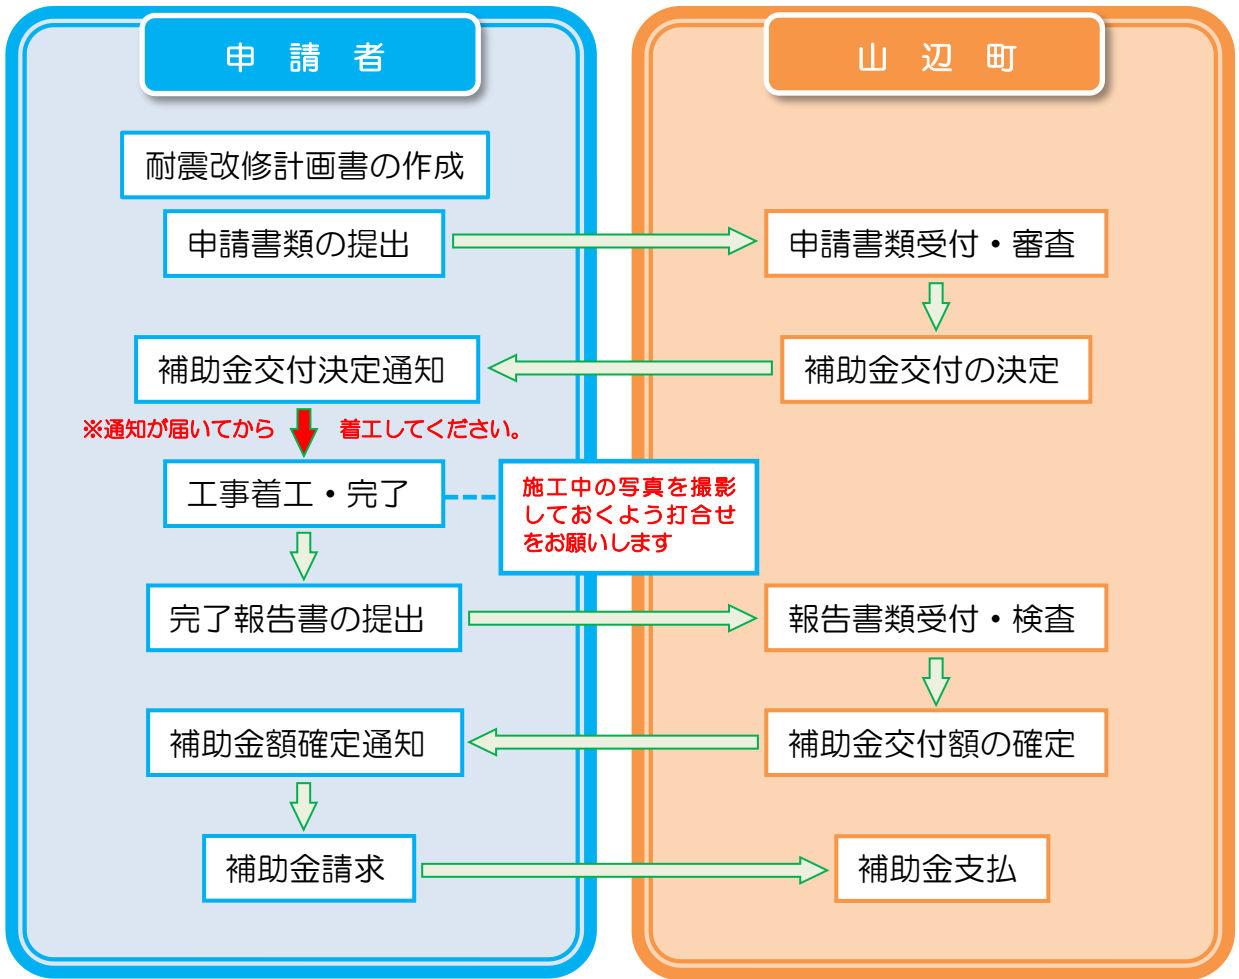 申請者
山辺町
耐震改修計画書の作成
申請書類の提出
申請書類受付・審査
補助金交付決定通知
補助金交付の決定
※通知が届いてから 着工してください。
工事着工・完了
施工中の写真を撮影
しておくよう打合せ
をお願いします
完了報告書の提出
報告書類受付・検査
補助金額確定通知
補助金交付額の確定
補助金請求
補助金支払